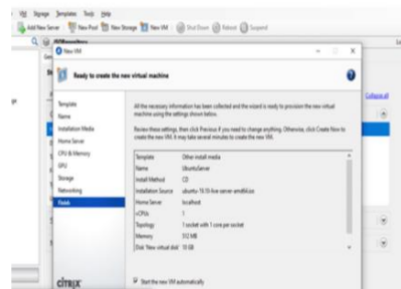 VM Storage Templates Tools Help
Add New Server New Pool New Storage New VM Shut Down Reboot Suspend
New VM
Ready to create the new virtual machine
Collapse all
Template
Name
Installation Media
Home Server
CPU & Memory
GPU
Storage
Networking
Finish
All the necessary information has been collected and the wizard is ready to provision the new virtual
machine using the settings shown below.
Review these settings, then click Previous if you need to change anything. Otherwise, click Create Now to
create the new VM. It may take several minutes to create the new VM.
Template Other install media
Name UbuntuServer
Install Method CD
Installation Source ubuntu-19.10-live-server-amd64.iso
Home Server localhost
vCPUs 1
Topology 1 socket with 1 core per socket
Memory 512 MB
Disk 'New virtual disk' 10 GB
Start the new VM automatically
CITRIX